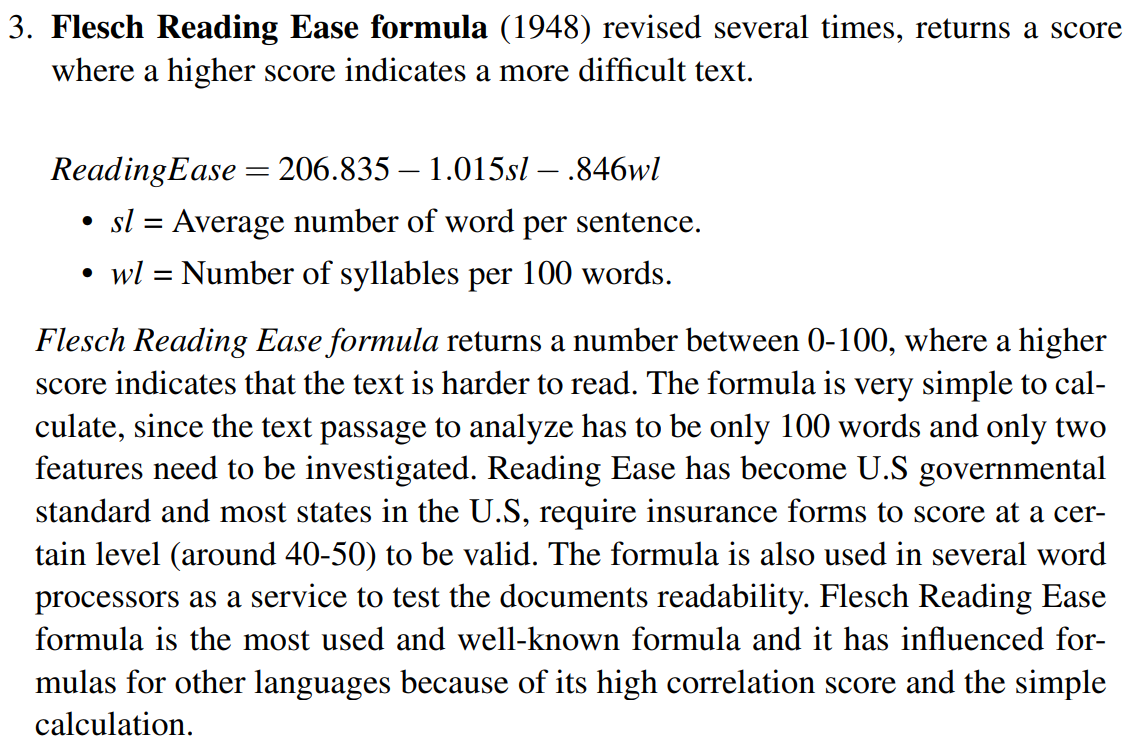 3. Flesch Reading Ease formula (1948) revised several times, returns a score
where a higher score indicates a more difficult text.
ReadingEase = 206.835 − 1.015sl − .846wl
• sl = Average number of word per sentence.
• wl = Number of syllables per 100 words.
Flesch Reading Ease formula returns a number between 0-100, where a higher
score indicates that the text is harder to read. The formula is very simple to cal-
culate, since the text passage to analyze has to be only 100 words and only two
features need to be investigated. Reading Ease has become U.S governmental
standard and most states in the U.S, require insurance forms to score at a cer-
tain level (around 40-50) to be valid. The formula is also used in several word
processors as a service to test the documents readability. Flesch Reading Ease
formula is the most used and well-known formula and it has influenced for-
mulas for other languages because of its high correlation score and the simple
calculation.